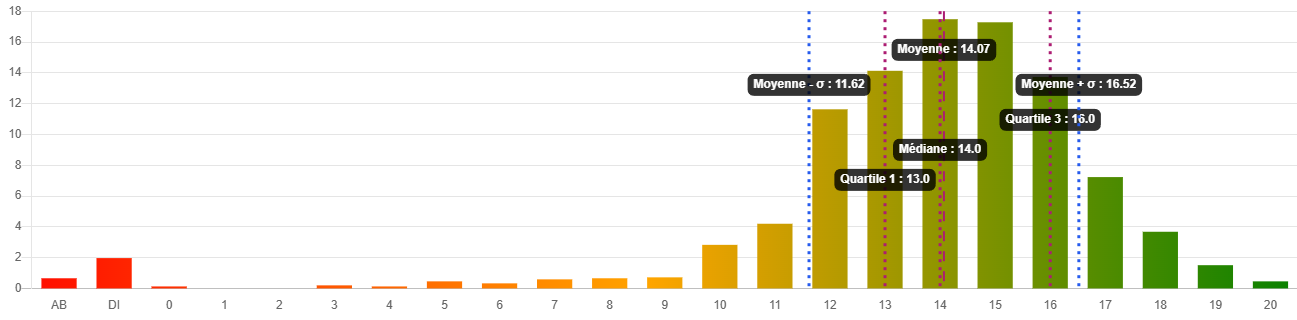 18
16
14
12
10
8
6
4
2
0
Moyenne : 14.07
Moyenne - σ : 11.62
Moyenne + σ : 16.52
Quartile 3 : 16.0
Médiane : 14.0
Quartile 1 : 13.0
AB DI 0 1 2 3 4 5 6 7 8 9 10 11 12 13 14 15 16 17 18 19 20